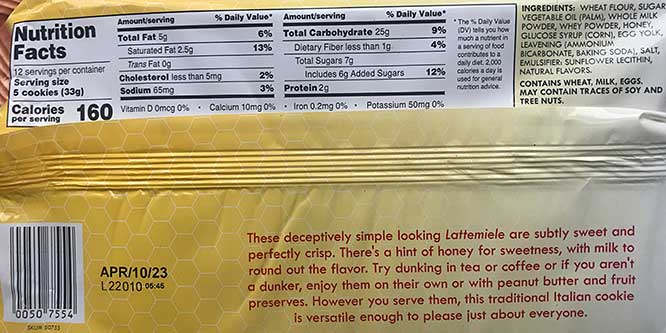 Nutrition
Facts
12 servings per container
Serving size
5 cookies (33g)
Calories
per serving
160
Amount/serving % Daily Value*
Total Fat 5g 6%
Saturated Fat 2.5g 13%
Trans Fat 0g
Cholesterol less than 5mg 2%
Sodium 65mg 3%
Amount/serving % Daily Value*
Total Carbohydrate 25g 9%
Dietary Fiber less than 1g 4%
Total Sugars 7g
Includes 6g Added Sugars 12%
Protein 2g
Vitamin D 0mcg 0% • Calcium 10mg 0% • Iron 0.2mg 0% • Potassium 50mg 0%
* The % Daily Value
(DV) tells you how
much a nutrient in
a serving of food
contributes to a
daily diet. 2,000
calories a day is
used for general
nutrition advice.
INGREDIENTS: WHEAT FLOUR, SUGAR
VEGETABLE OIL (PALM), WHOLE MILK
POWDER, WHEY POWDER, HONEY,
GLUCOSE SYRUP (CORN), EGG YOLK,
LEAVENING (AMMONIUM
BICARBONATE, BAKING SODA), SALT,
EMULSIFIER: SUNFLOWER LECITHIN,
NATURAL FLAVORS.
CONTAINS WHEAT, MILK, EGGS.
MAY CONTAIN TRACES OF SOY AND
TREE NUTS.
0050 7554
SKU#
APR/10/23
L22010 06:45
These deceptively simple looking Lattemiele are subtly sweet and
perfectly crisp. There's a hint of honey for sweetness, with milk to
round out the flavor. Try dunking in tea or coffee or if you aren't
a dunker, enjoy them on their own or with peanut butter and fruit
preserves. However you serve them, this traditional Italian cookie
is versatile enough to please just about everyone.